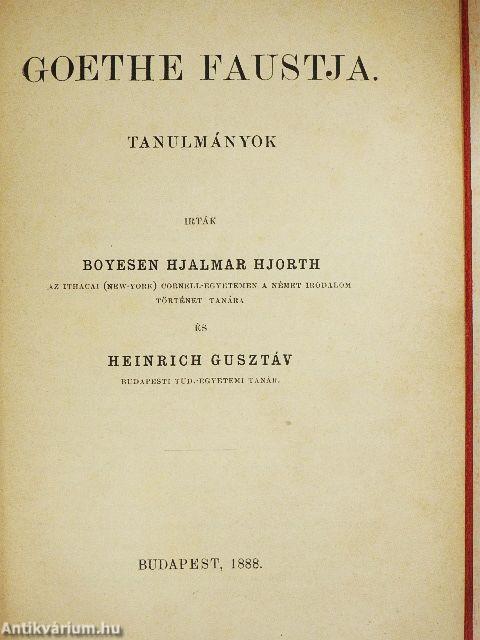 GOETHE FAUSTJA.
TANULMÁNYOK
IRTÁK
BOYESEN HJALMAR HJORTH
AZ ITHACAI (NEW-YORK) CORNELL-EGYETEMEN A NÉMET IRODALOM
TÖRTÉNET TANÁRA
ÉS
HEINRICH GUSZTÁV
BUDAPESTI TUD.-EGYETEMI TANÁR.
BUDAPEST, 1888.
Antikvárium.hu